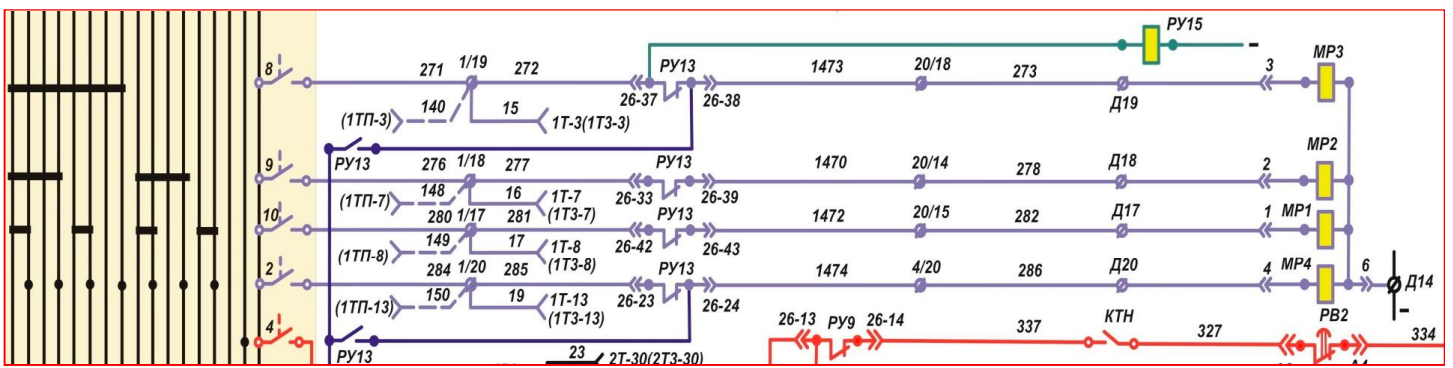 РУ15
-
8 271 1/19 272 РУ13 1473 20/18 273 3 МР3
26-37 26-38 Д19
(1ТП-3) 140 15 1Т-3(1ТЗ-3)
РУ13
9 276 1/18 277 РУ13 1470 20/14 278 Д18 2 МР2
26-33 26-39
(1ТП-7) 148 16 1Т-7
(1ТЗ-7)
10 280 1/17 281 РУ13 1472 20/15 282 Д17 1 МР1
26-42 26-43
(1ТП-8) 149 17 1Т-8
(1ТЗ-8)
2 284 1/20 285 РУ13 1474 4/20 286 Д20 4 МР4 6 Д14
26-23 26-24
-
(1ТП-13) 150 19 1Т-13
(1ТЗ-13)
4 26-13 РУ9 26-14 337 КТН 327 РВ2 334
РУ13 23 2Т-30(2ТЗ-30)